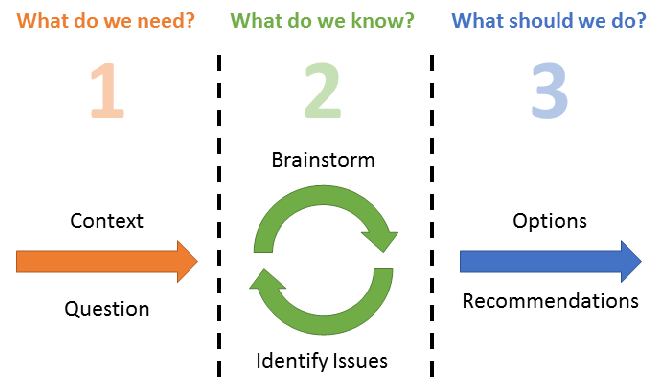 What do we need?
What do we know?
What should we do?
1
2
3
Brainstorm
Context
Options
Question
Recommendations
Identify Issues